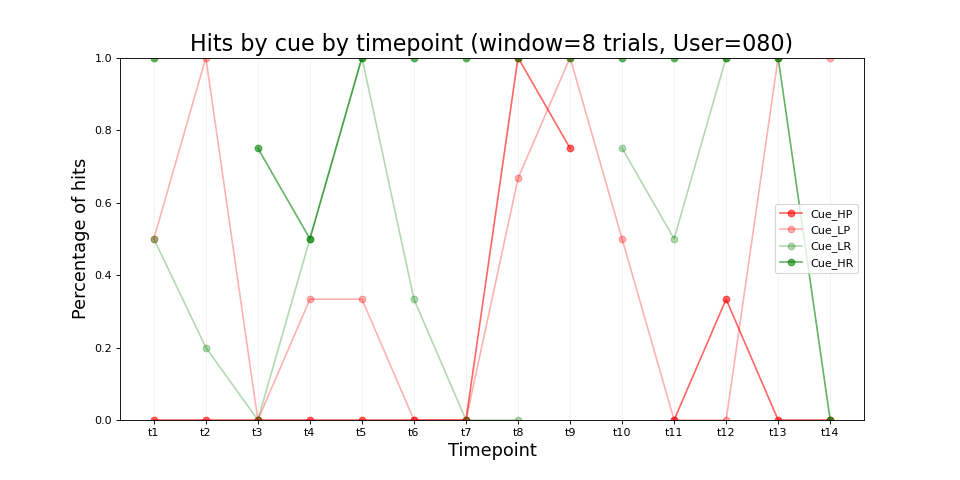 Hits by cue by timepoint (window=8 trials, User=080)
Percentage of hits
1.0
0.8
0.6
0.4
0.2
0.0
Cue_HP
Cue_LP
Cue_LR
Cue_HR
t1 t2 t3 t4 t5 t6 t7 t8 t9 t10 t11 t12 t13 t14
Timepoint